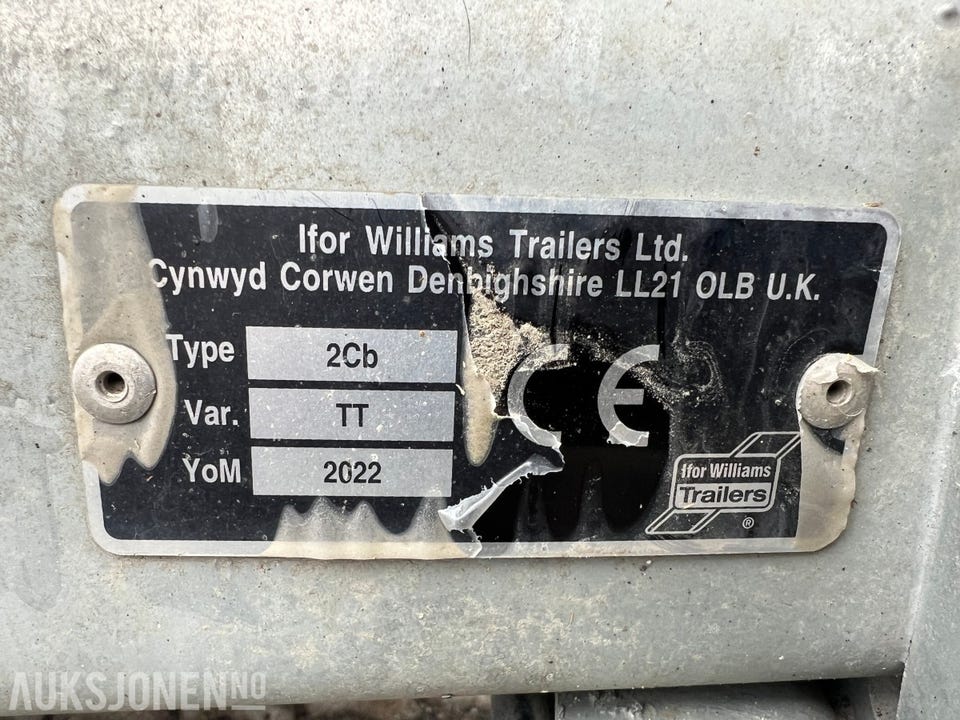 Ifor Williams Trailers Ltd.
Cynwyd Corwen Denbighshire LL21 OLB U.K.
Type 2Cb
Var. TT
YoM 2022
CE
Ifor Williams
Trailers
®
AUKSJONEN.NO